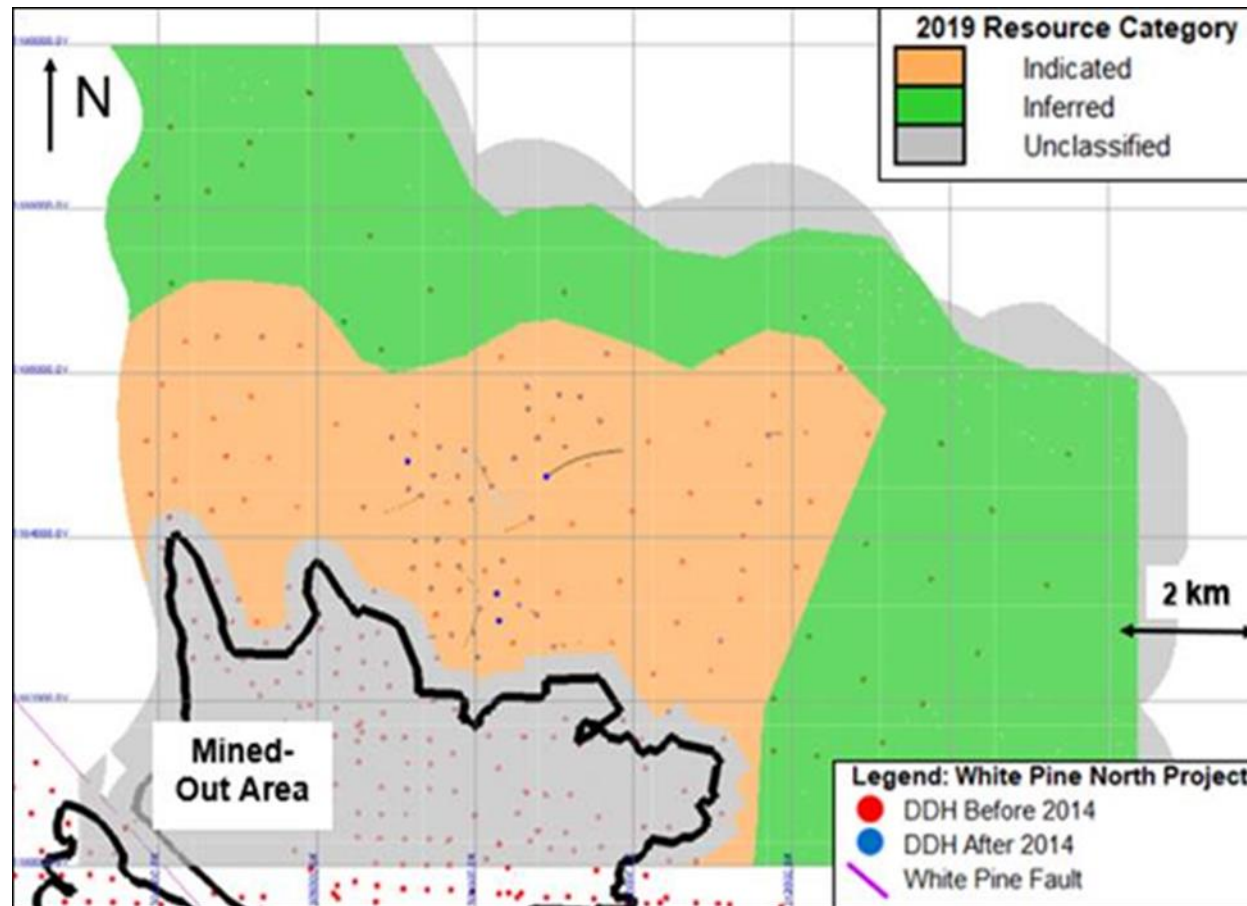 2019 Resource Category
Indicated
Inferred
Unclassified
N
2 km
Mined-
Out Area
Legend: White Pine North Project
DDH Before 2014
DDH After 2014
White Pine Fault